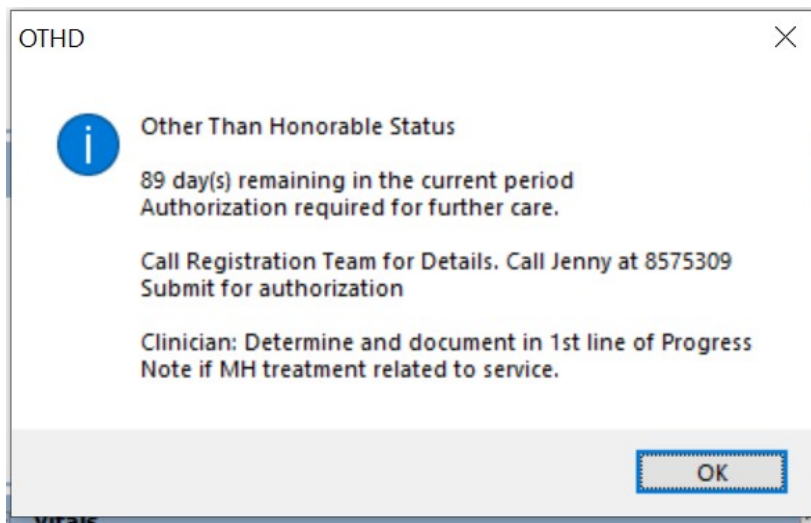 OTHD
Other Than Honorable Status
89 day(s) remaining in the current period
Authorization required for further care.
Call Registration Team for Details. Call Jenny at 8575309
Submit for authorization
Clinician: Determine and document in 1st line of Progress
Note if MH treatment related to service.
OK
Vitals